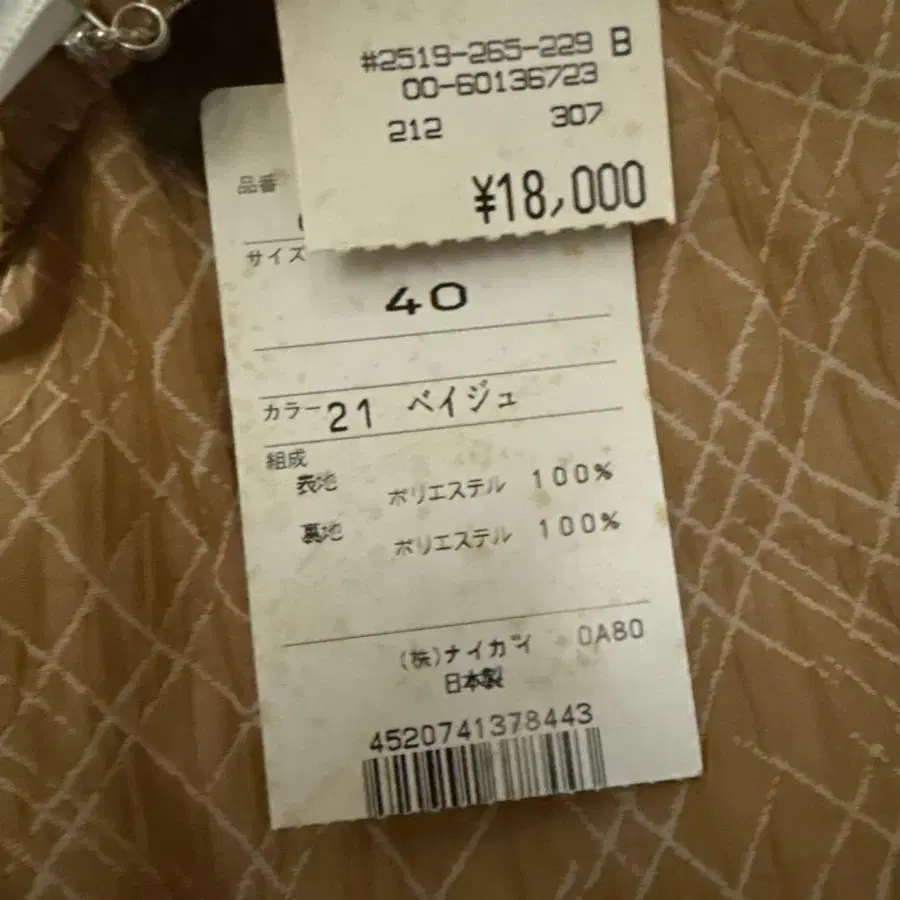 #2519-265-229 B
00-60136723
212 307
¥18,000
品番
サイズ
40
カラー 21 ベイジュ
組成
表地 ポリエステル 100%
裏地 ポリエステル 100%
(株)ナイガイ 0A80
日本製
4520741378443